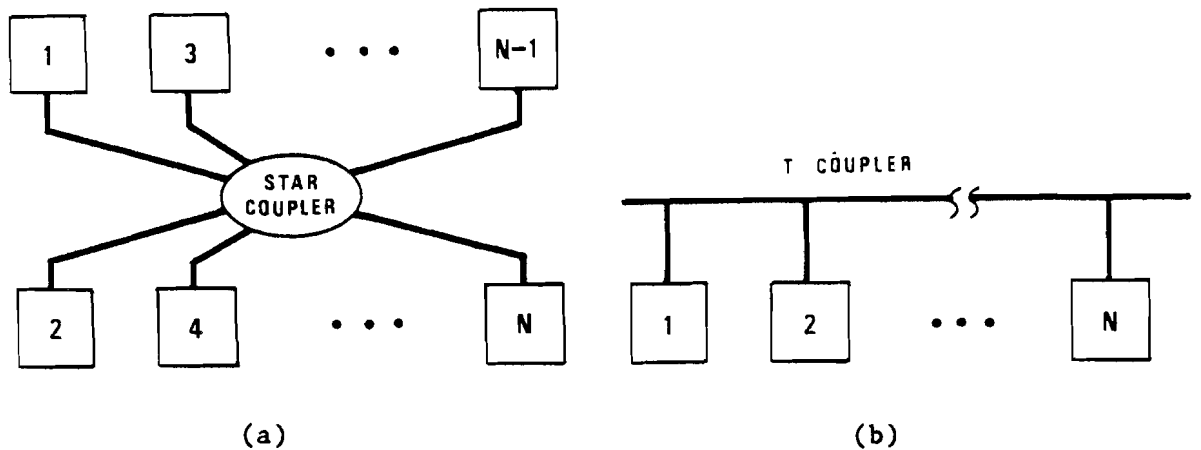 1 3 • • • N-1
STAR
COUPLER
2 4 • • • N
(a)
T COUPLER
1 2 • • • N
(b)